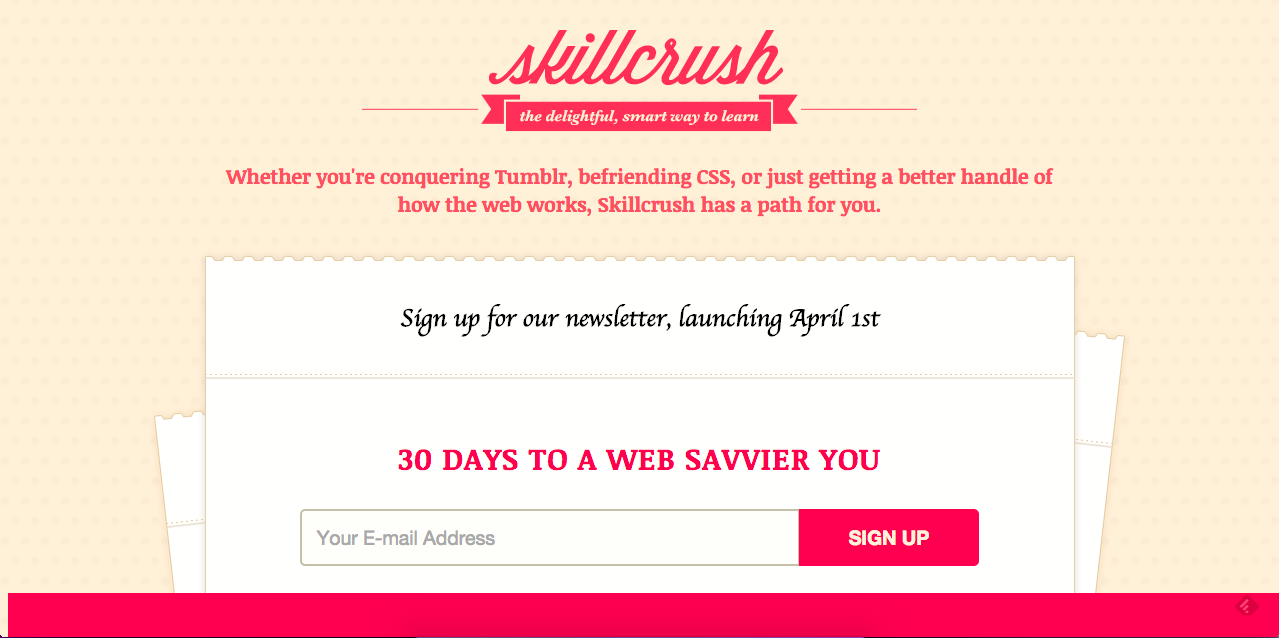 skillcrush
the delightful, smart way to learn
Whether you're conquering Tumblr, befriending CSS, or just getting a better handle of
how the web works, Skillcrush has a path for you.
Sign up for our newsletter, launching April 1st
30 DAYS TO A WEB SAVVIER YOU
Your E-mail Address
SIGN UP